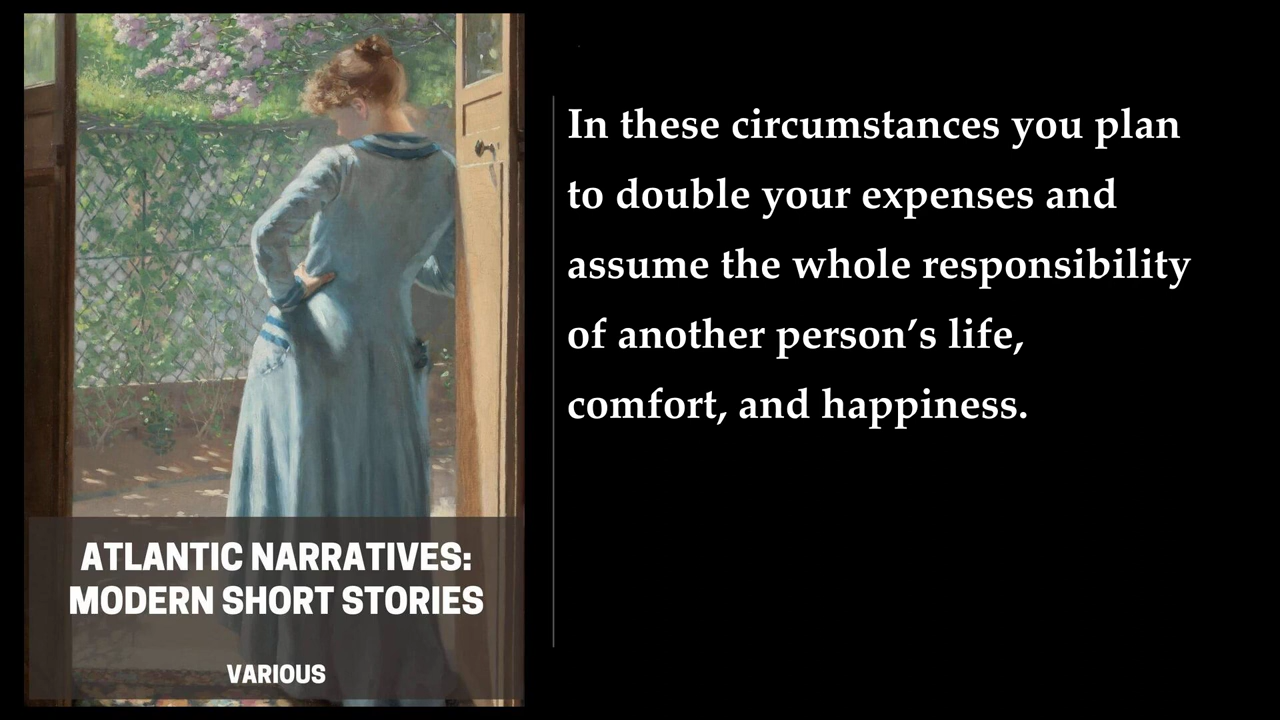 ATLANTIC NARRATIVES:
MODERN SHORT STORIES
VARIOUS
In these circumstances you plan
to double your expenses and
assume the whole responsibility
of another person’s life,
comfort, and happiness.